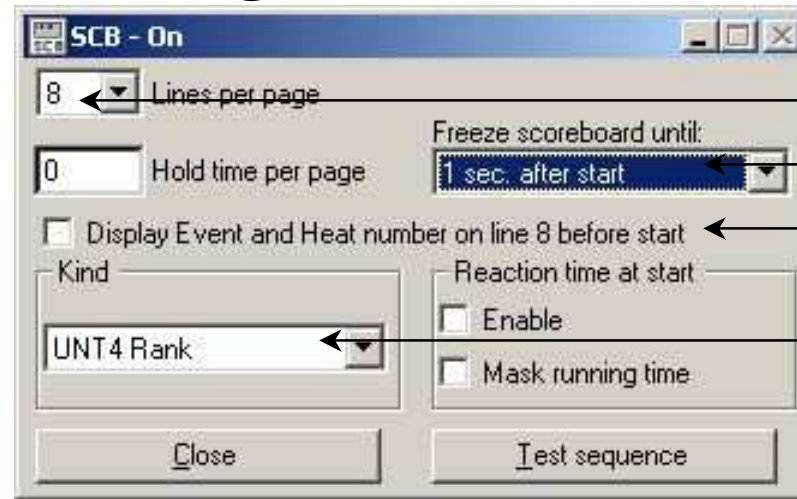 SCB - On
8 Lines per page
Freeze scoreboard until:
0 Hold time per page
1 sec. after start
Display Event and Heat number on line 8 before start
Kind
Reaction time at start
Enable
UNT4 Rank
Mask running time
Close
Test sequence